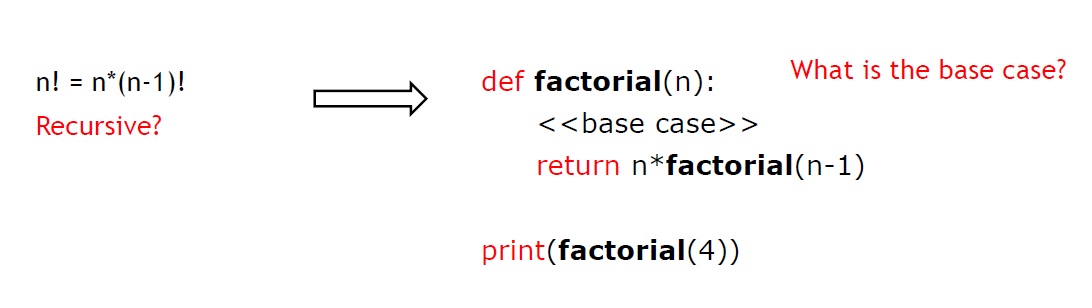 n! = n*(n-1)!
Recursive?
def factorial(n):
<<base case>>
return n*factorial(n-1)
print(factorial(4))
What is the base case?